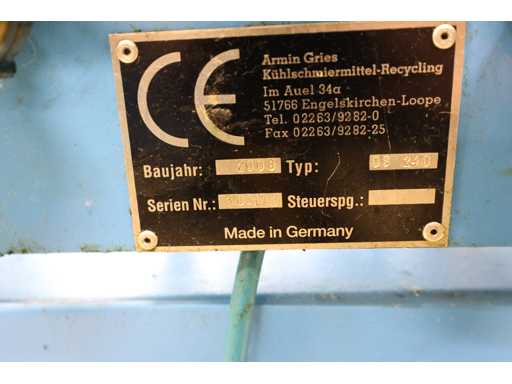 CE
Armin Gries
Kühlschmiermittel-Recycling
Im Auel 34a
51766 Engelskirchen-Loope
Tel. 02263/9282-0
Fax 02263/9282-25
Baujahr: 2008 Typ:
Serien Nr.: Steuerspg.:
Made in Germany